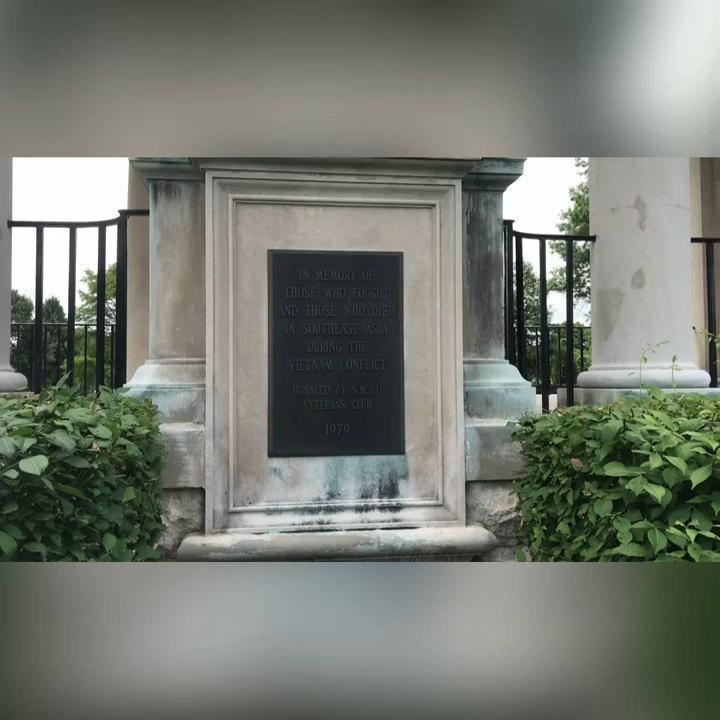 IN MEMORY OF
THOSE WHO FOUGHT
AND THOSE WHO DIED
IN SOUTHEAST ASIA
DURING THE
VIETNAM CONFLICT
DONATED BY S.M.S.U.
VETERANS CLUB
1979